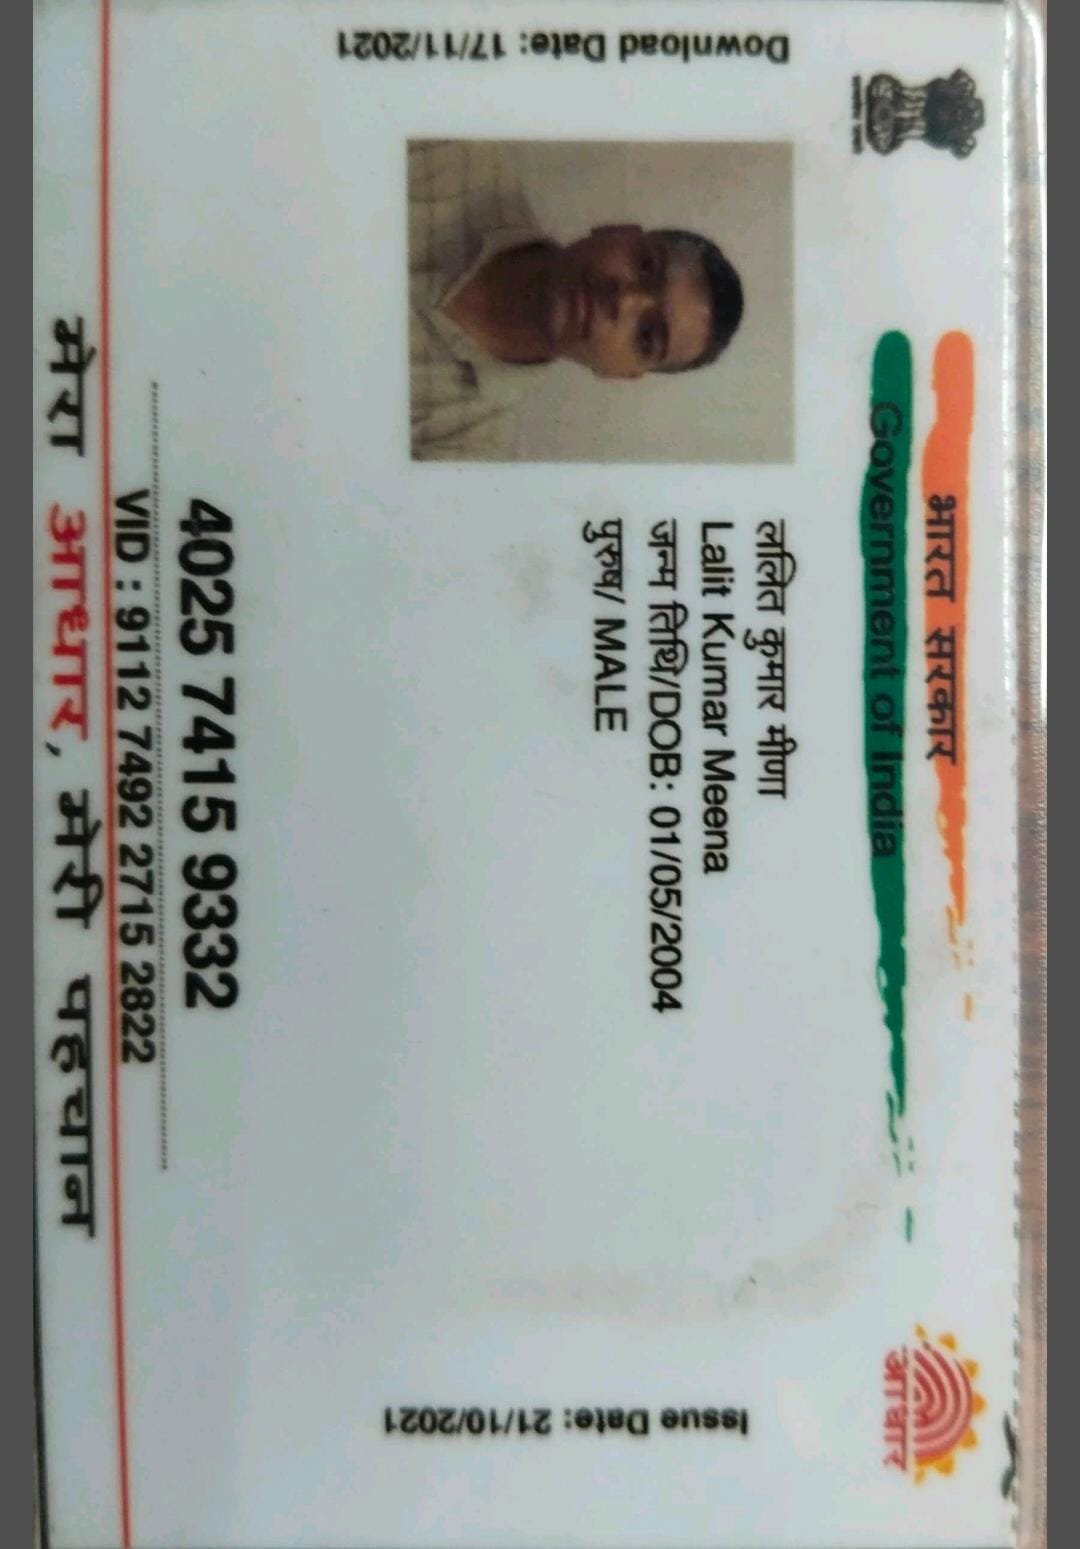 भारत सरकार
Government of India
आधार
Download Date: 17/11/2021
ललित कुमार मीणा
Lalit Kumar Meena
जन्म तिथि/DOB: 01/05/2004
पुरुष/ MALE
Issue Date: 21/10/2021
4025 7415 9332
VID : 9112 7492 2715 2822
मेरा आधार, मेरी पहचान